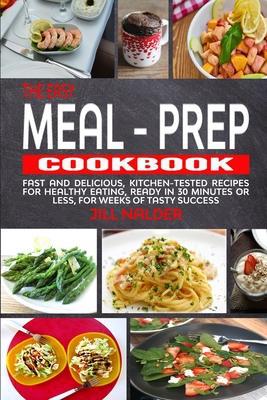 THE EASY
MEAL - PREP
COOKBOOK
FAST AND DELICIOUS, KITCHEN-TESTED RECIPES
FOR HEALTHY EATING, READY IN 30 MINUTES OR
LESS, FOR WEEKS OF TASTY SUCCESS
JILL NALDER